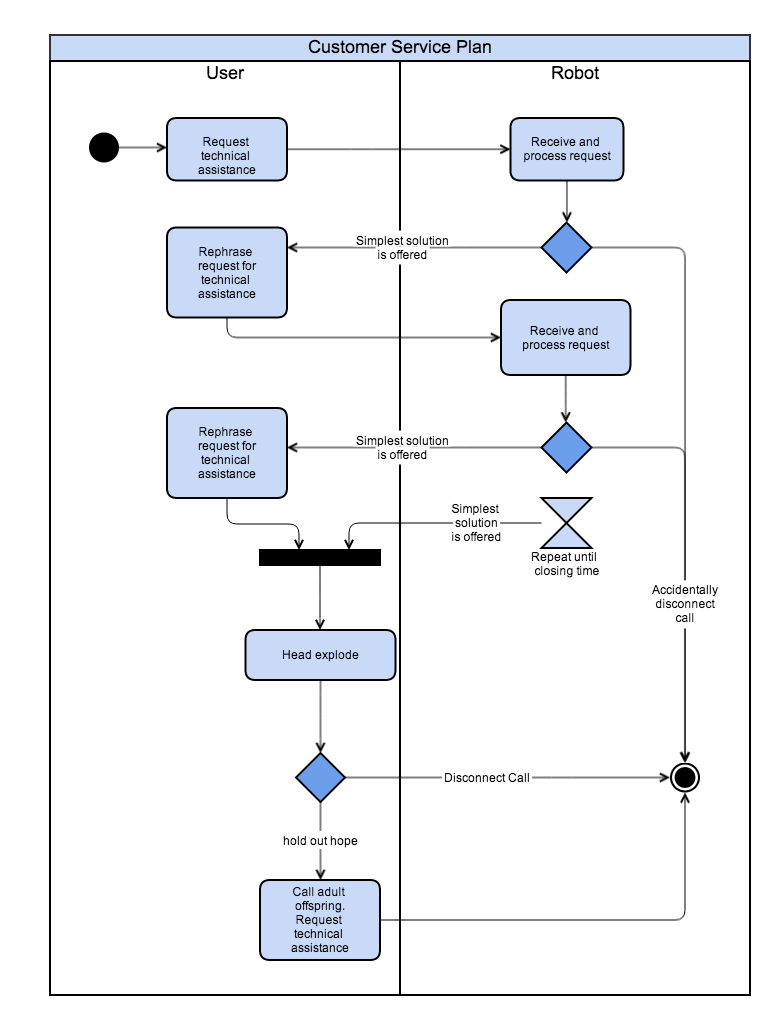 Customer Service Plan
User
Robot
Request
technical
assistance
Receive and
process request
Simplest solution
is offered
Rephrase
request for
technical
assistance
Receive and
process request
Simplest solution
is offered
Rephrase
request for
technical
assistance
Simplest
solution
is offered
Repeat until
closing time
Accidentally
disconnect
call
Head explode
Disconnect Call
hold out hope
Call adult
offspring.
Request
technical
assistance